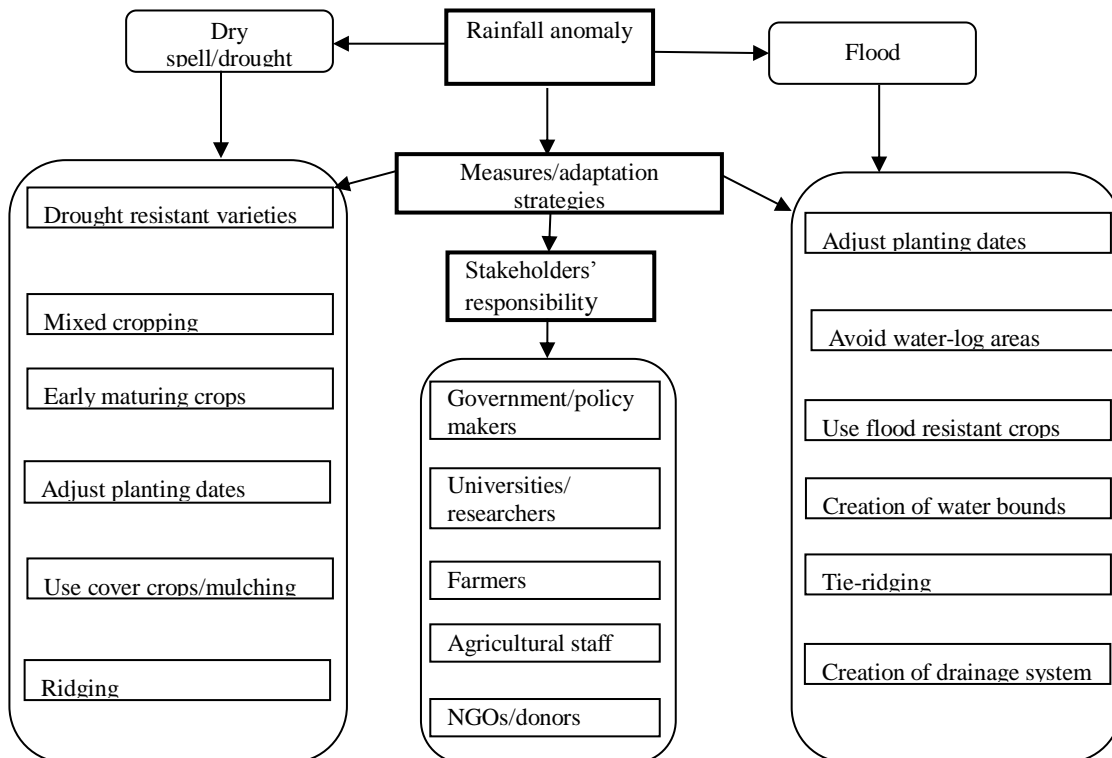 Dry
spell/drought
Rainfall anomaly
Flood
Measures/adaptation
strategies
Stakeholders’
responsibility
Drought resistant varieties
Mixed cropping
Early maturing crops
Adjust planting dates
Use cover crops/mulching
Ridging
Government/policy
makers
Universities/
researchers
Farmers
Agricultural staff
NGOs/donors
Adjust planting dates
Avoid water-log areas
Use flood resistant crops
Creation of water bounds
Tie-ridging
Creation of drainage system